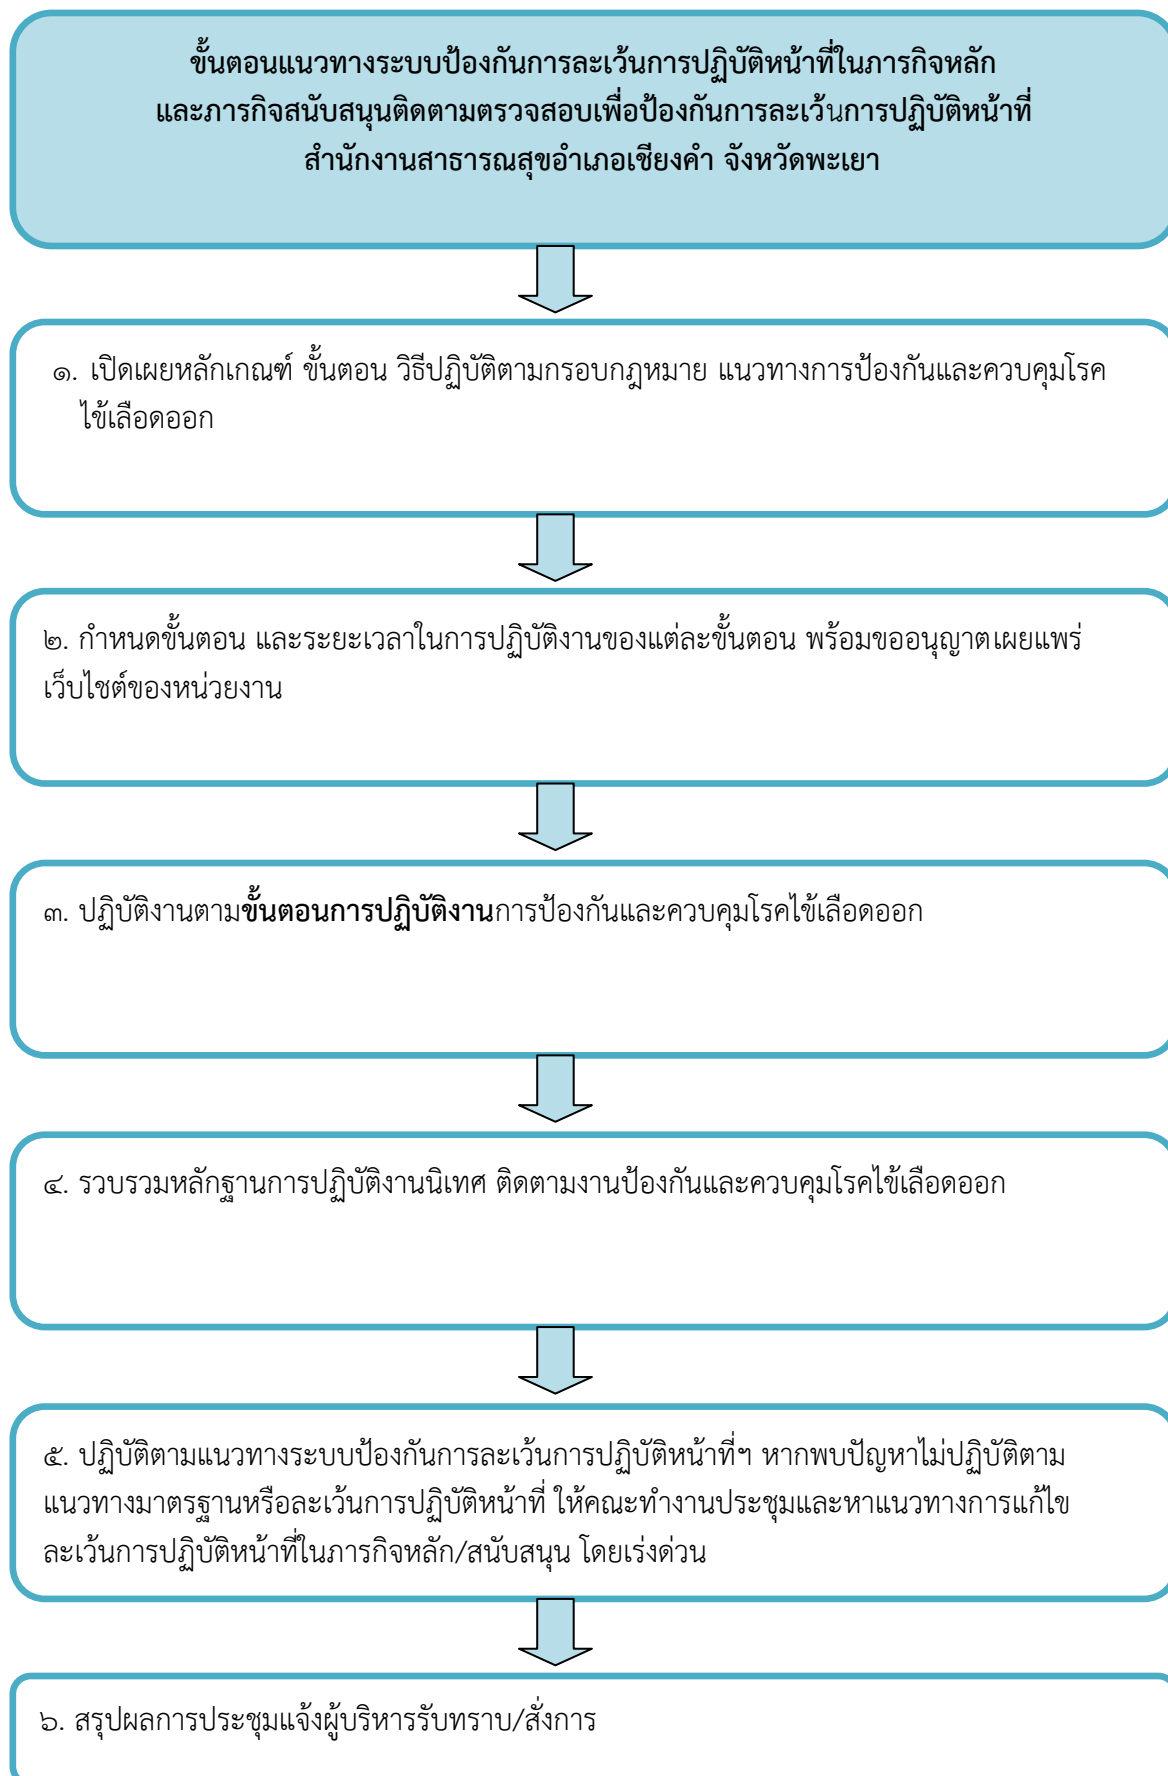 ขั้นตอนแนวทางระบบป้องกันการละเว้นการปฏิบัติหน้าที่ในภารกิจหลัก
และภารกิจสนับสนุนติดตามตรวจสอบเพื่อป้องกันการละเว้นการปฏิบัติหน้าที่
สำนักงานสาธารณสุขอำเภอเชียงคำ จังหวัดพะเยา
๑. เปิดเผยหลักเกณฑ์ ขั้นตอน วิธีปฏิบัติตามกรอบกฎหมาย แนวทางการป้องกันและควบคุมโรค
ไข้เลือดออก
๒. กำหนดขั้นตอน และระยะเวลาในการปฏิบัติงานของแต่ละขั้นตอน พร้อมขออนุญาตเผยแพร่
เว็บไซต์ของหน่วยงาน
๓. ปฏิบัติงานตามขั้นตอนการปฏิบัติงานการป้องกันและควบคุมโรคไข้เลือดออก
๔. รวบรวมหลักฐานการปฏิบัติงานนิเทศ ติดตามงานป้องกันและควบคุมโรคไข้เลือดออก
๕. ปฏิบัติตามแนวทางระบบป้องกันการละเว้นการปฏิบัติหน้าที่ฯ หากพบปัญหาไม่ปฏิบัติตาม
แนวทางมาตรฐานหรือละเว้นการปฏิบัติหน้าที่ ให้คณะทำงานประชุมและหาแนวทางการแก้ไข
ละเว้นการปฏิบัติหน้าที่ในภารกิจหลัก/สนับสนุน โดยเร่งด่วน
๖. สรุปผลการประชุมแจ้งผู้บริหารรับทราบ/สั่งการ